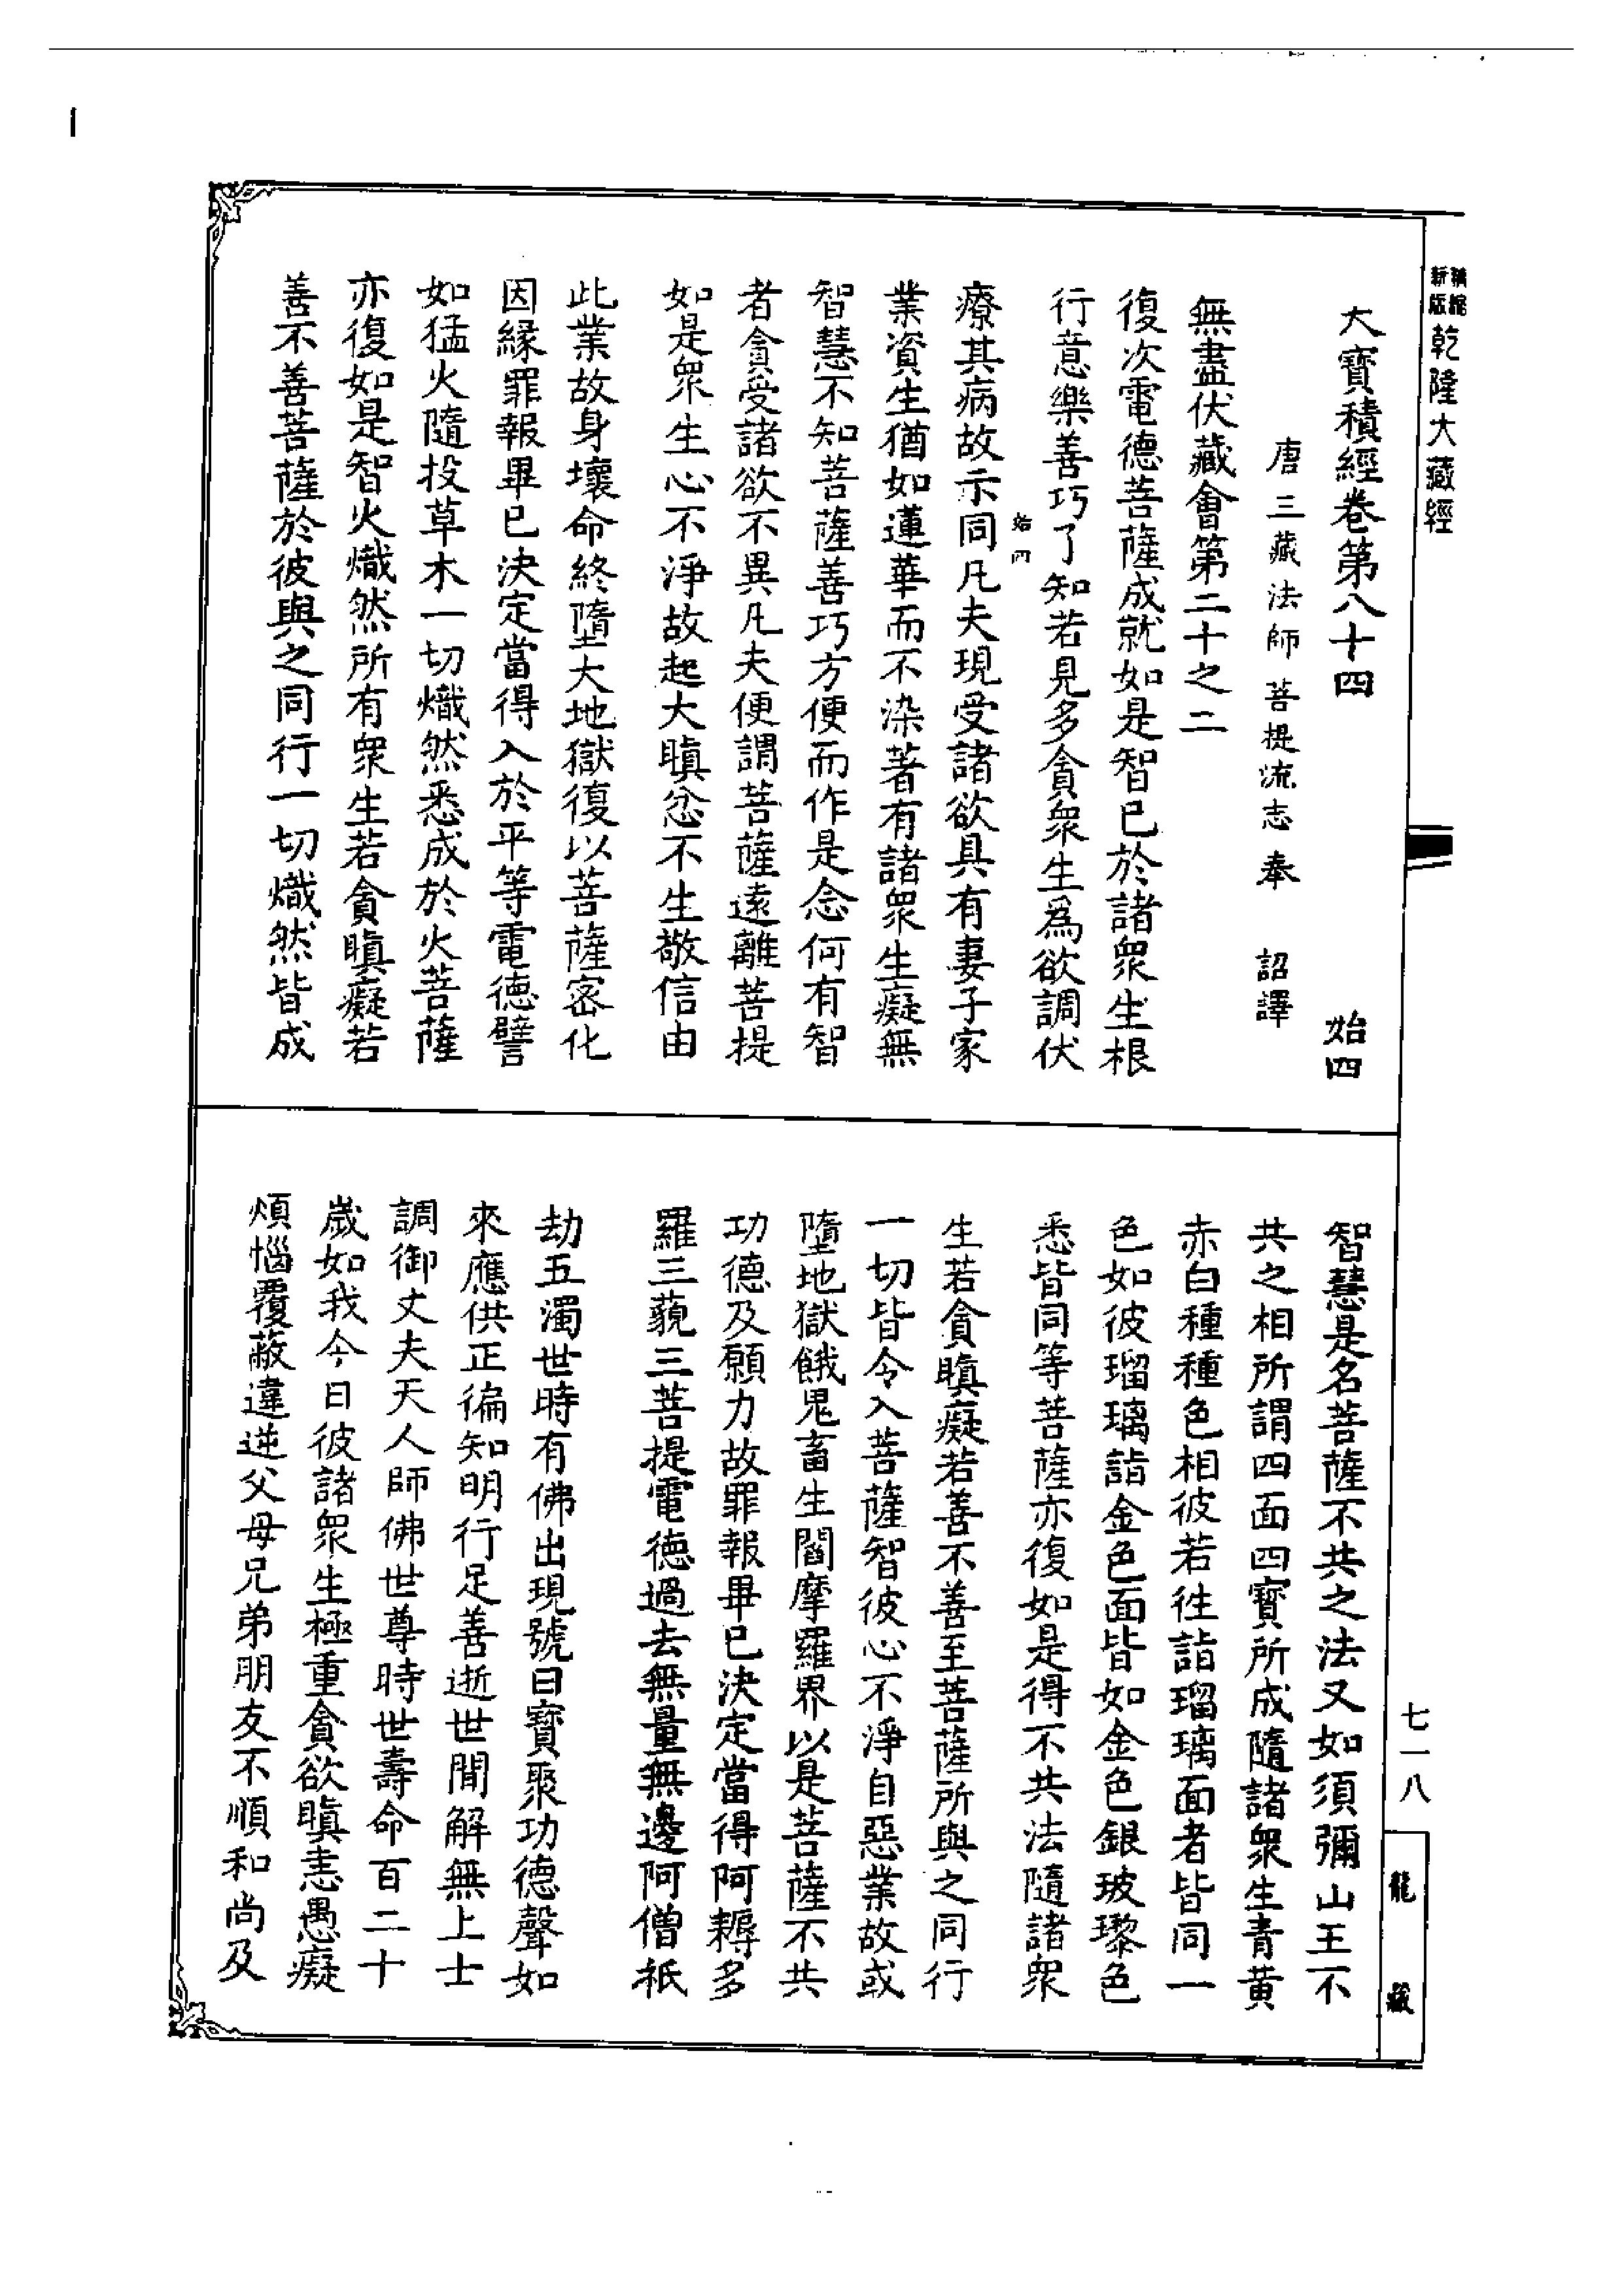 精縮新版乾隆大藏經
大寶積經卷第八十四 始四
唐三藏法師菩提流志奉 詔譯
無盡伏藏會第二十之二
復次電德菩薩成就如是智已於諸衆生根
行意樂善巧了知若見多貪衆生爲欲調伏
始四
療其病故示同凡夫現受諸欲具有妻子家
業資生猶如蓮華而不染著有諸衆生癡無
智慧不知菩薩善巧方便而作是念何有智
者貪受諸欲不異凡夫便謂菩薩遠離菩提
如是衆生心不淨故起大瞋忿不生敬信由
此業故身壞命終墮大地獄復以菩薩密化
因緣罪報畢已決定當得入於平等電德譬
如猛火隨投草木一切熾然悉成於火菩薩
亦復如是智火熾然所有衆生若貪瞋癡若
善不善菩薩於彼與之同行一切熾然皆成
智慧是名菩薩不共之法又如須彌山王不
共之相所謂四面四寶所成隨諸衆生青黃
赤白種種色相彼若往詣瑠璃面者皆同一
色如彼瑠璃詣金色面皆如金色銀玻瓈色
悉皆同等菩薩亦復如是得不共法隨諸衆
生若貪瞋癡若善不善至菩薩所與之同行
一切皆令入菩薩智彼心不淨自惡業故或
墮地獄餓鬼畜生閻摩羅界以是菩薩不共
功德及願力故罪報畢已決定當得阿耨多
羅三藐三菩提電德過去無量無邊阿僧祇
劫五濁世時有佛出現號曰寶聚功德聲如
來應供正徧知明行足善逝世間解無上士
調御丈夫天人師佛世尊時世壽命百二十
歲如我今日彼諸衆生極重貪欲瞋恚愚癡
煩惱覆蔽違逆父母兄弟朋友不順和尚及
七一八
龍 藏